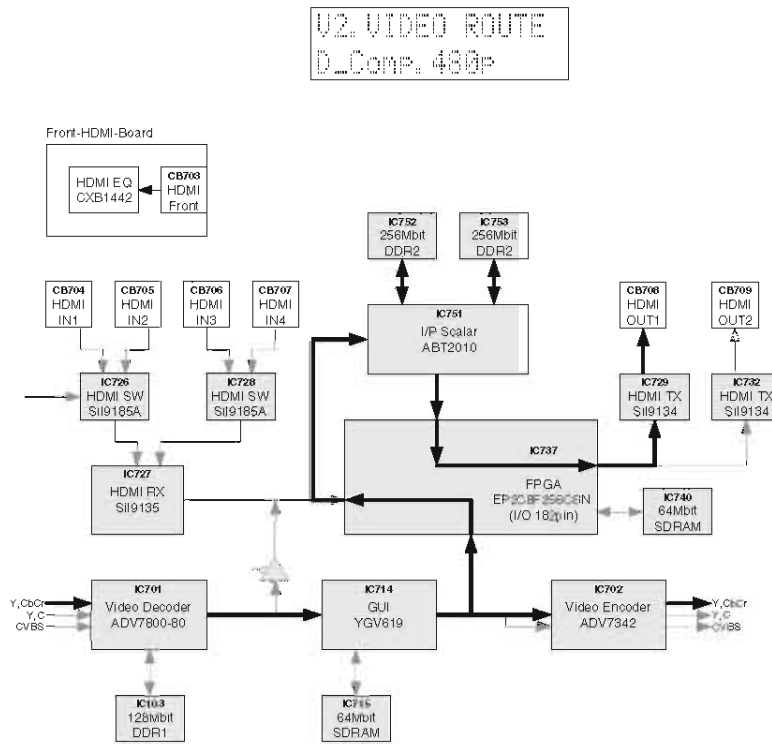 V2. VIDEO ROUTE
D_Comp. 480p
Front-HDMI-Board
HDMI EQ
CXB1442
CB703
HDMI
Front
IC752
256Mbit
DDR2
IC753
256Mbit
DDR2
CB704
HDMI
IN1
CB705
HDMI
IN2
CB706
HDMI
IN3
CB707
HDMI
IN4
IC751
I/P Scalar
ABT2010
CB708
HDMI
OUT1
CB709
HDMI
OUT2
IC726
HDMI SW
SiI9185A
IC728
HDMI SW
SiI9185A
IC729
HDMI TX
SiI9134
IC732
HDMI TX
SiI9134
IC727
HDMI RX
SiI9135
IC737
FPGA
EP2C8F256C8N
(I/O 182pin)
IC740
64Mbit
SDRAM
Y,CbCr
Y,C
CVBS
IC701
Video Decoder
ADV7800-80
IC714
GUI
YGV619
IC702
Video Encoder
ADV7342
Y,CbCr
Y,C
CVBS
128Mbit
DDR1
IC715
64Mbit
SDRAM